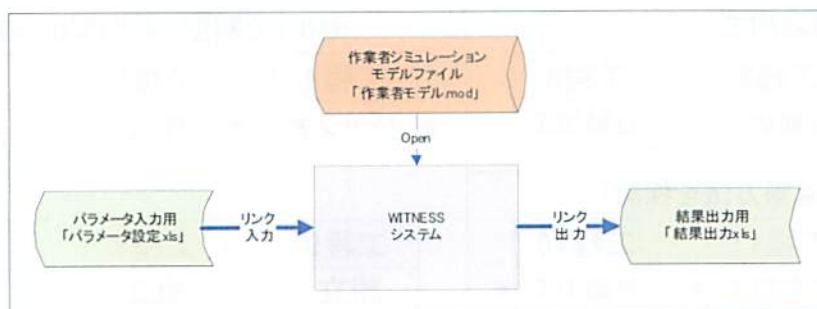 作業者シミュレーション
モデルファイル
「作業者モデル.mod」
Open
パラメータ入力用
「パラメータ設定.xls」
リンク
入力
WITNESS
システム
リンク
出力
結果出力用
「結果出力.xls」